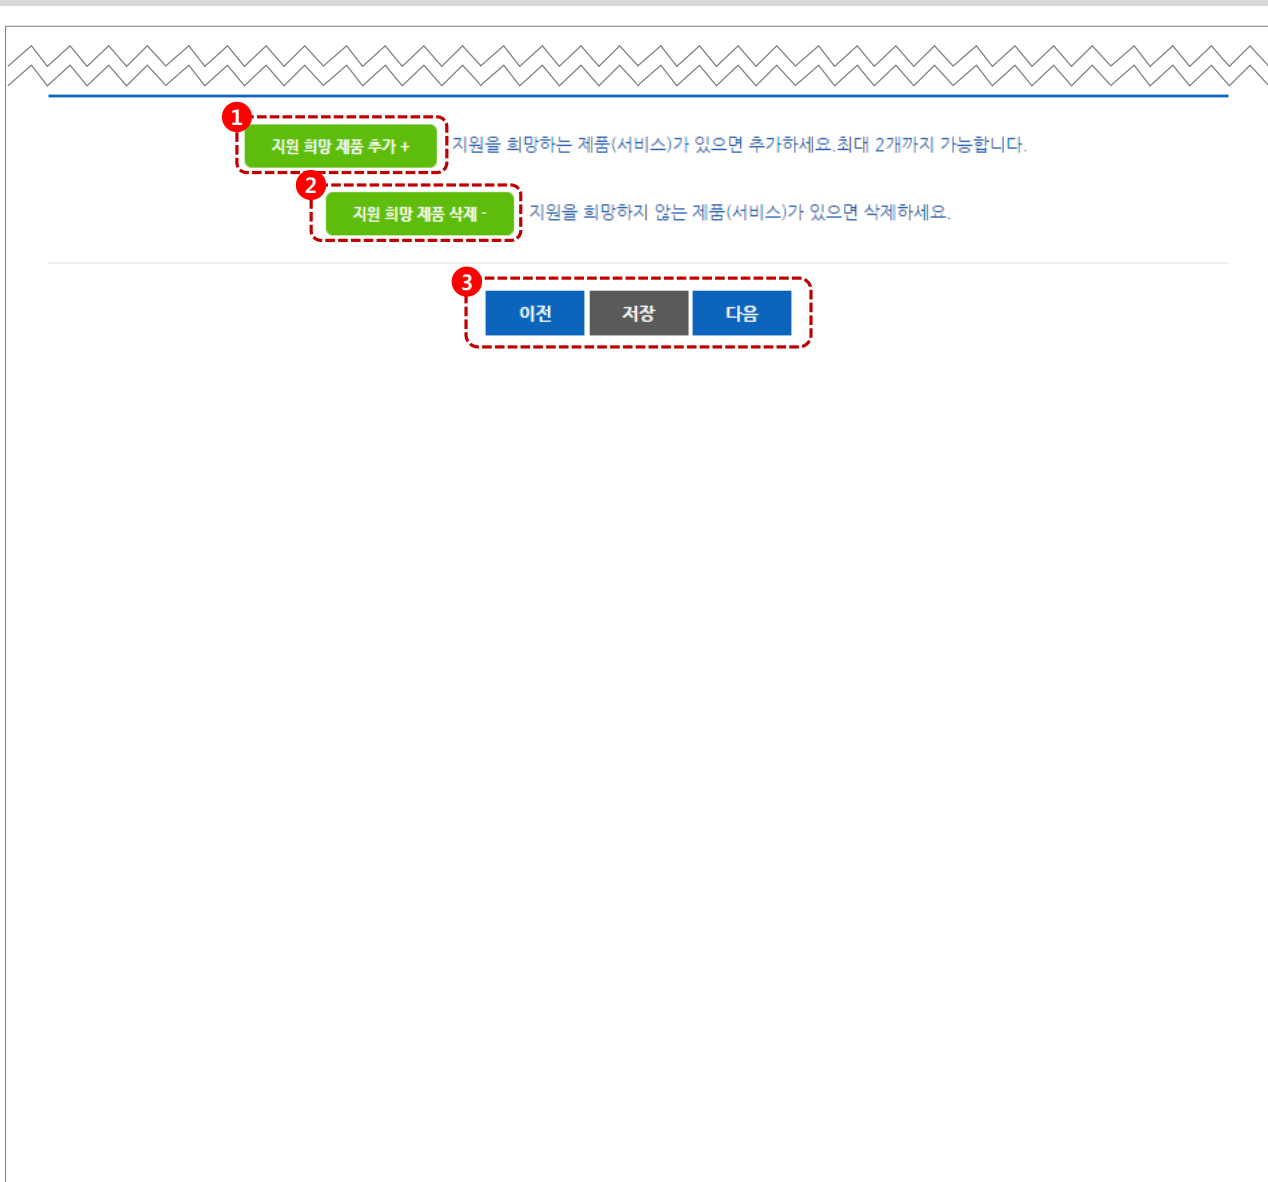 1
지원 희망 제품 추가 + 지원을 희망하는 제품(서비스)가 있으면 추가하세요.최대 2개까지 가능합니다.
2
지원 희망 제품 삭제 - 지원을 희망하지 않는 제품(서비스)가 있으면 삭제하세요.
3
이전 저장 다음